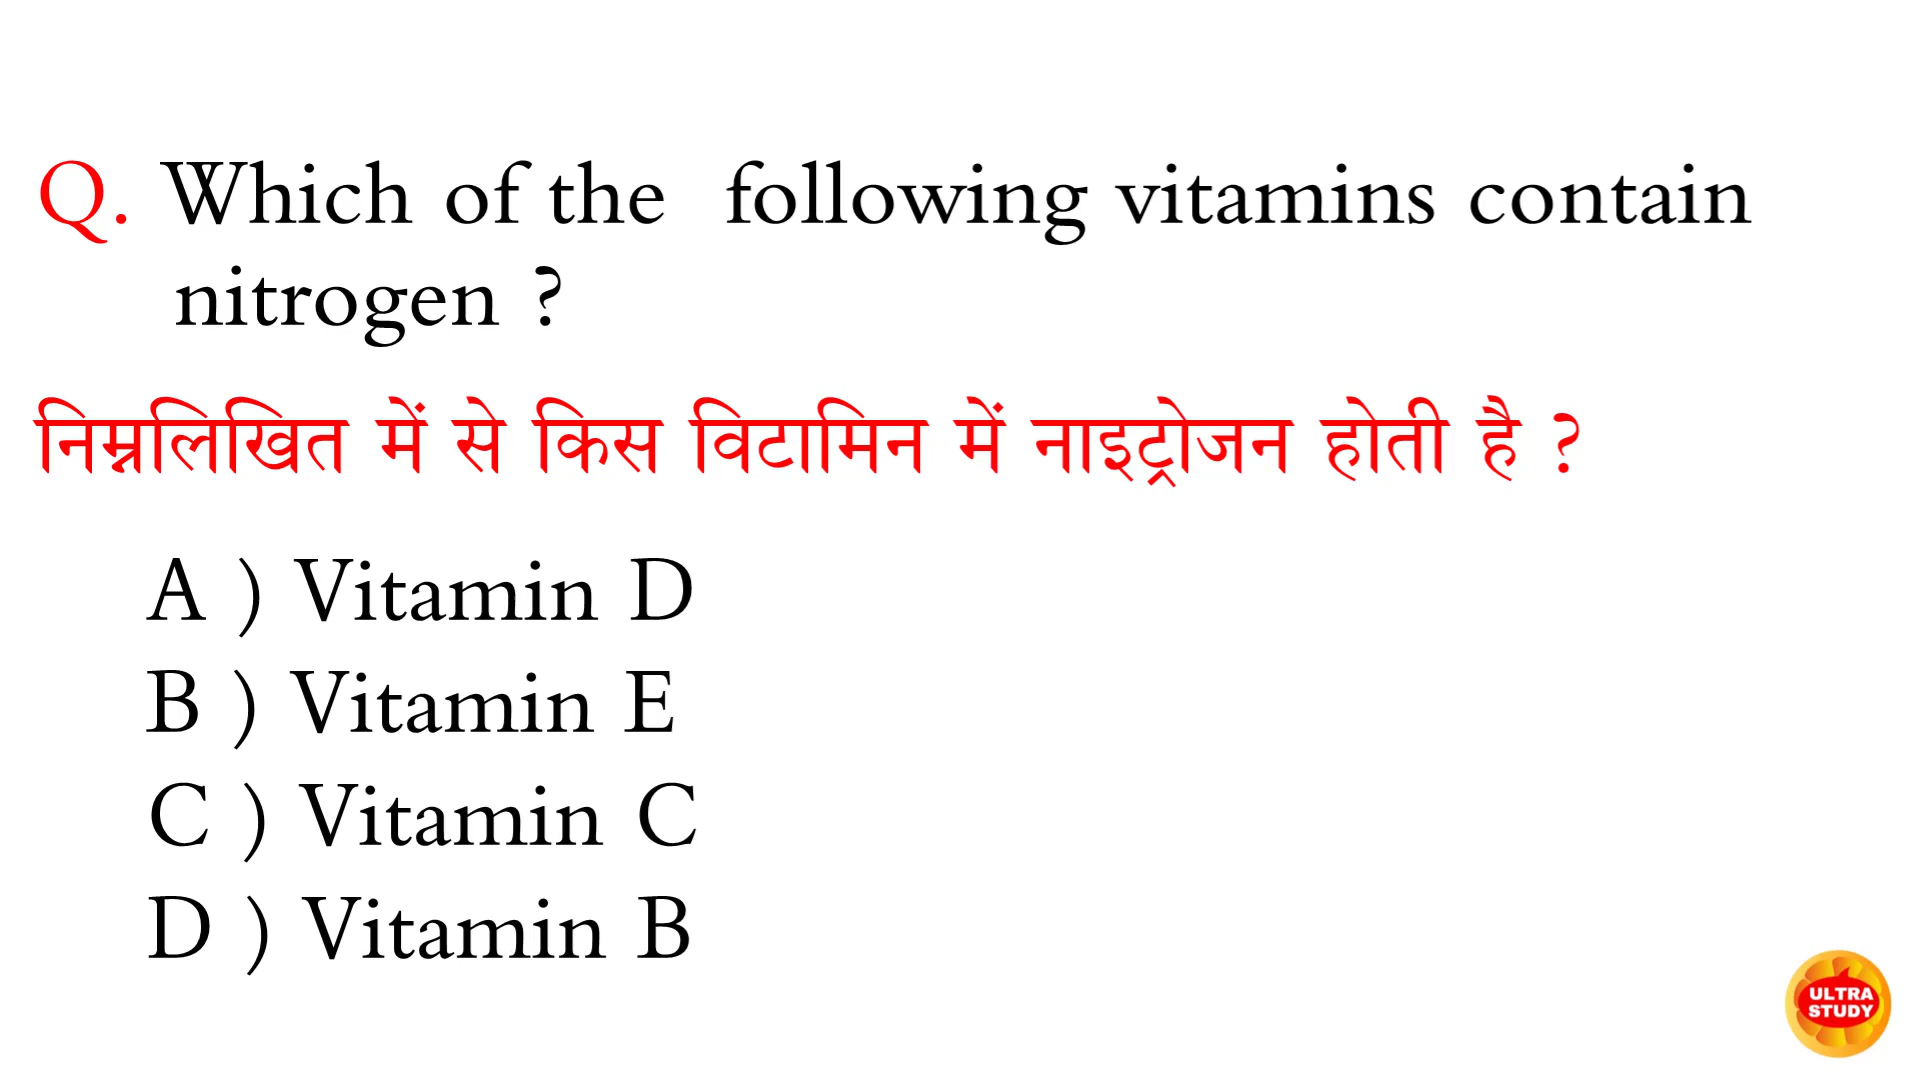 Q. Which of the following vitamins contain
nitrogen ?
निम्नलिखित में से किस विटामिन में नाइट्रोजन होती है ?
A ) Vitamin D
B ) Vitamin E
C ) Vitamin C
D ) Vitamin B
ULTRA
STUDY